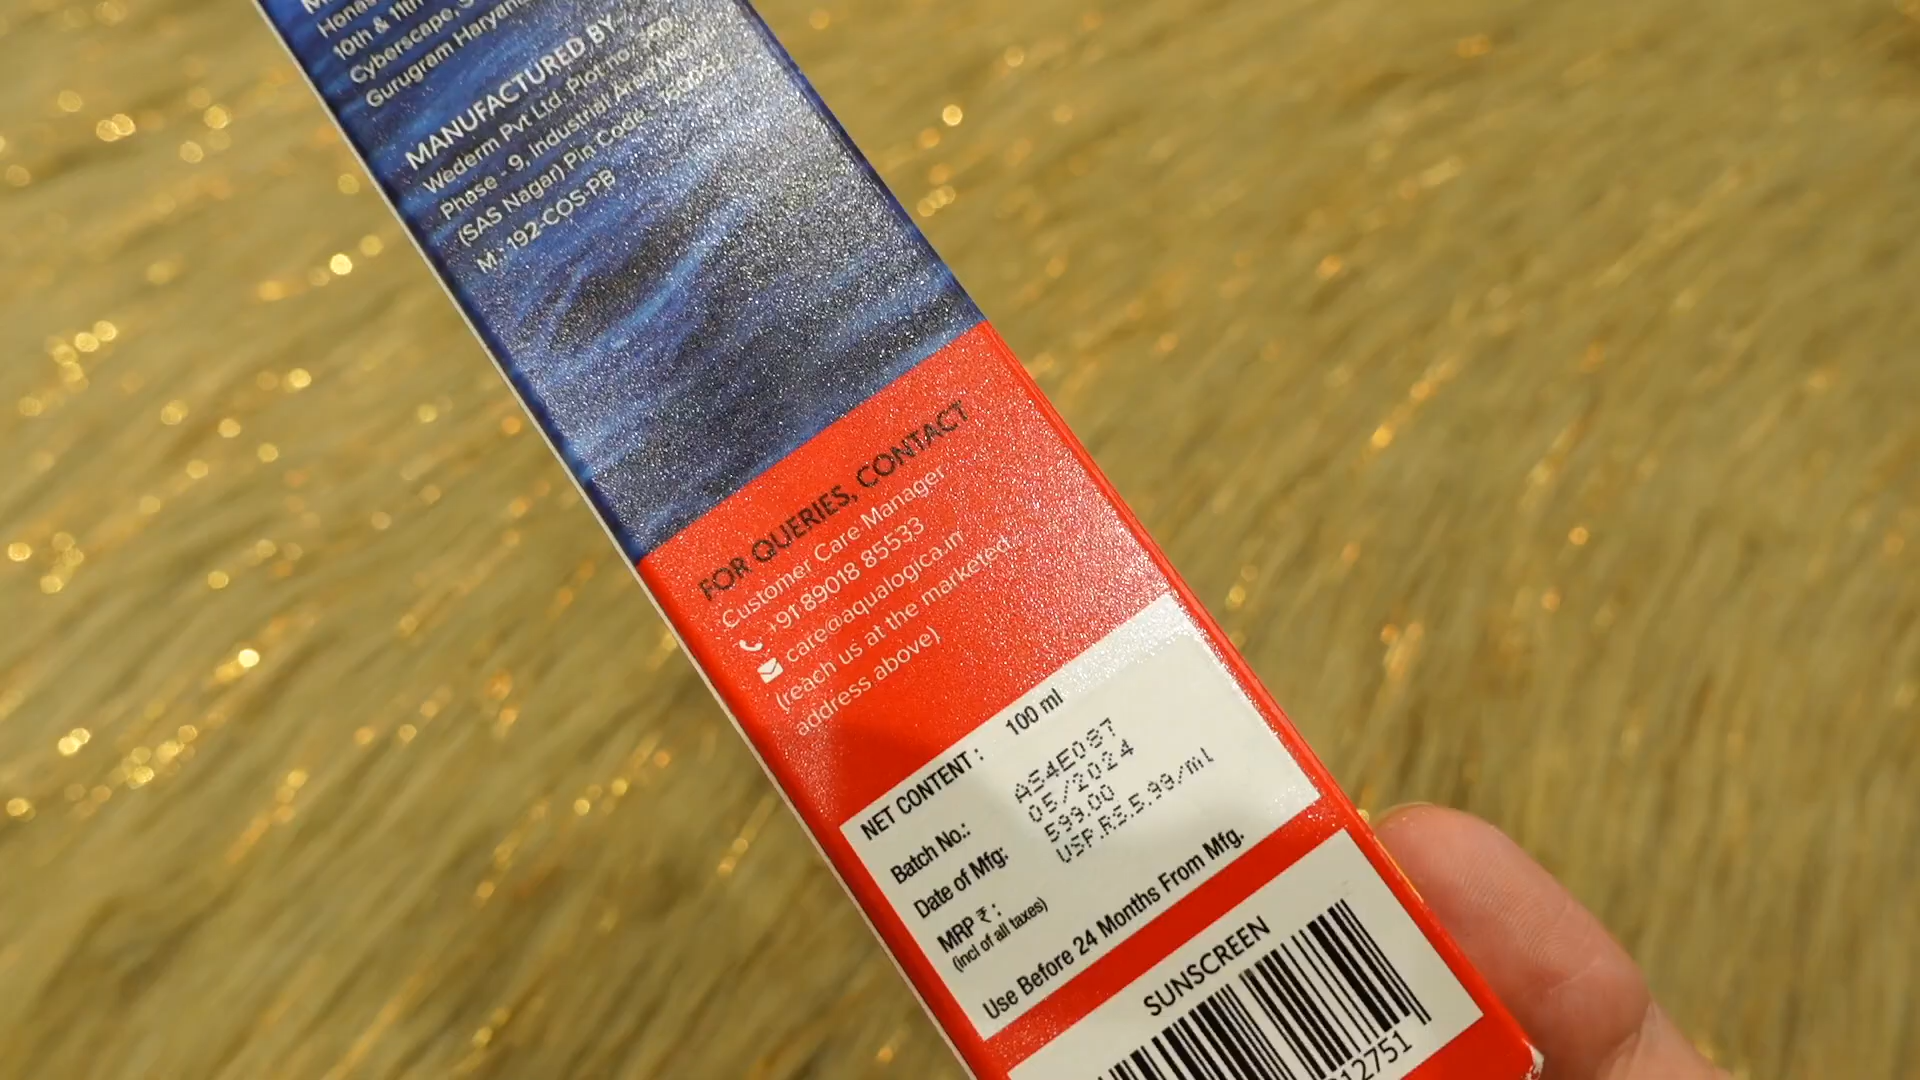 10th & 11th
Cyberscape,
Gurugram Haryana
MANUFACTURED BY
Wederm Pvt Ltd. Plot no. 360,
Phase - 9, Industrial Area Mohali
(SAS Nagar) Pin Code: 160062
M.: 192-COS-PB
FOR QUERIES, CONTACT
Customer Care Manager
+91 89018 85533
care@aqualogica.in
(reach us at the marketed
address above)
NET CONTENT : 100 ml
Batch No.: AS4E087
Date of Mfg: 05/2024
MRP ₹ : 599.00
(incl of all taxes) USP.RS.5.99/ml
Use Before 24 Months From Mfg.
SUNSCREEN
12751